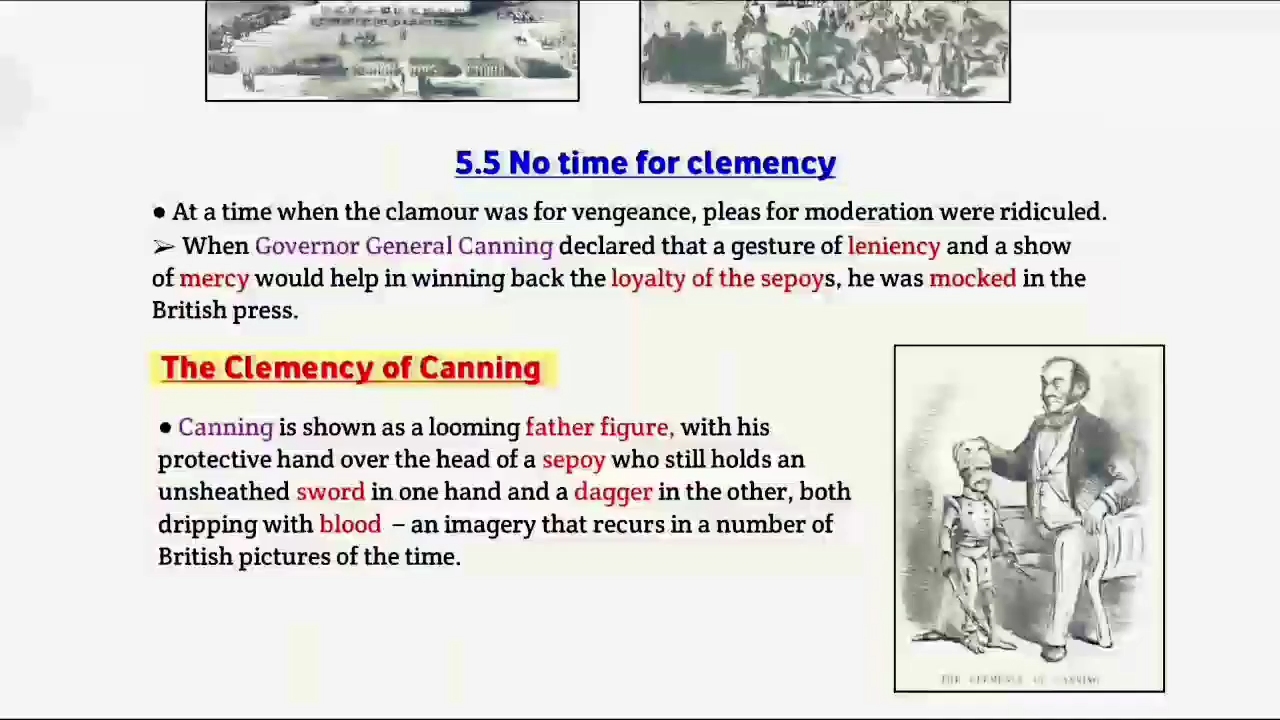 5.5 No time for clemency
● At a time when the clamour was for vengeance, pleas for moderation were ridiculed.
➢ When Governor General Canning declared that a gesture of leniency and a show
of mercy would help in winning back the loyalty of the sepoys, he was mocked in the
British press.
The Clemency of Canning
● Canning is shown as a looming father figure, with his
protective hand over the head of a sepoy who still holds an
unsheathed sword in one hand and a dagger in the other, both
dripping with blood – an imagery that recurs in a number of
British pictures of the time.
THE CLEMENCY OF CANNING